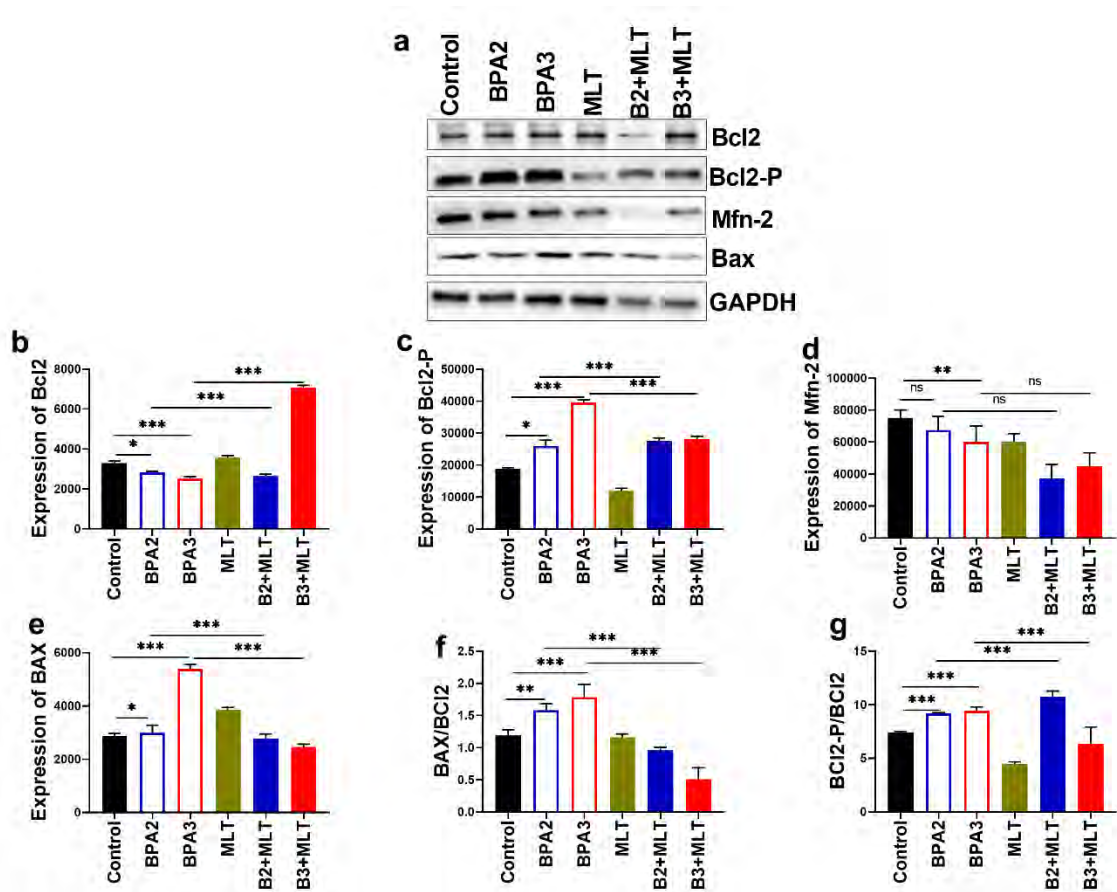 a
Control
BPA2
BPA3
MLT
B2+MLT
B3+MLT
Bcl2
Bcl2-P
Mfn-2
Bax
GAPDH
b
Expression of Bcl2
8000
6000
4000
2000
0
***
***
***
*
Control
BPA2
BPA3
MLT
B2+MLT
B3+MLT
c
Expression of Bcl2-P
50000
40000
30000
20000
10000
0
***
***
***
*
Control
BPA2
BPA3
MLT
B2+MLT
B3+MLT
d
Expression of Mfn-2
100000
80000
60000
40000
20000
0
**
ns
ns
ns
Control
BPA2
BPA3
MLT
B2+MLT
B3+MLT
e
Expression of BAX
6000
4000
2000
0
***
***
***
*
Control
BPA2
BPA3
MLT
B2+MLT
B3+MLT
f
BAX/BCl2
2.5
2.0
1.5
1.0
0.5
0.0
***
***
***
**
Control
BPA2
BPA3
MLT
B2+MLT
B3+MLT
g
BCl2-P/BCl2
15
10
5
0
***
***
***
***
Control
BPA2
BPA3
MLT
B2+MLT
B3+MLT